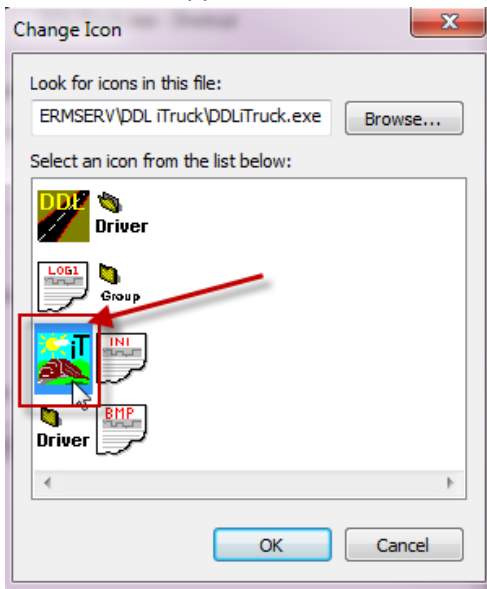 Change Icon
Look for icons in this file:
ERMSERV\DDL iTruck\DDLiTruck.exe
Browse...
Select an icon from the list below:
DDL
Driver
LOG1
Group
iT
INI
Driver
BMP
OK
Cancel